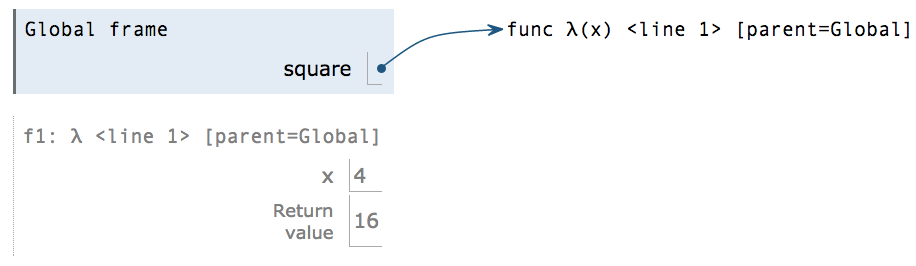 Global frame
func λ(x) <line 1> [parent=Global]
square
f1: λ <line 1> [parent=Global]
x 4
Return
value 16